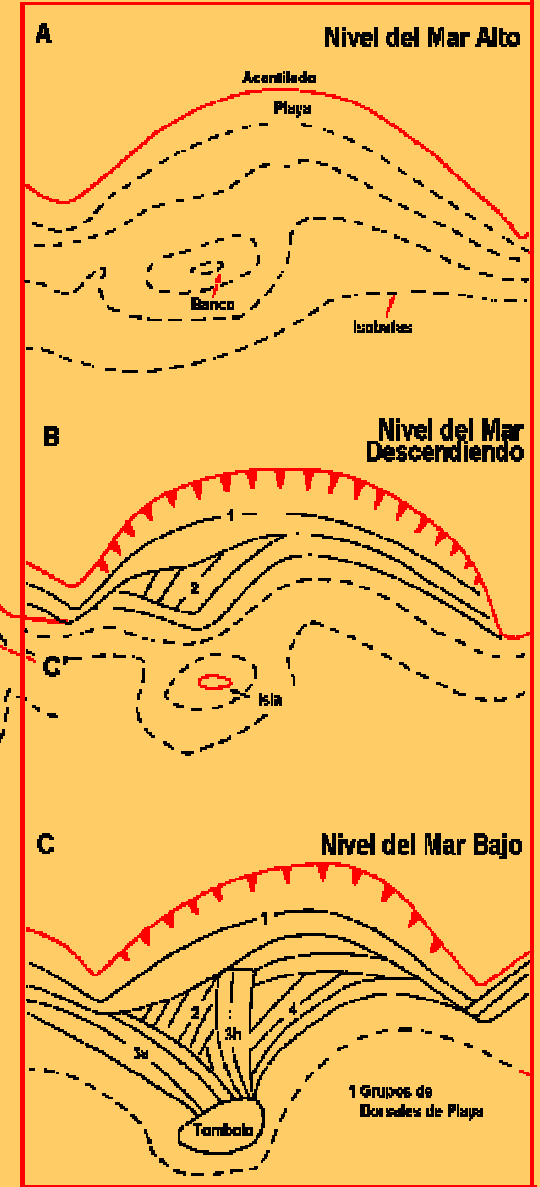 A
Nivel del Mar Alto
Acantilado
Playa
Banco
Isobatas
B
Nivel del Mar
Descendiendo
1
2
C'
Isla
C
Nivel del Mar Bajo
1
2
3h
4
3a
1 Grupos de
Dorsales de Playa
Tombolo